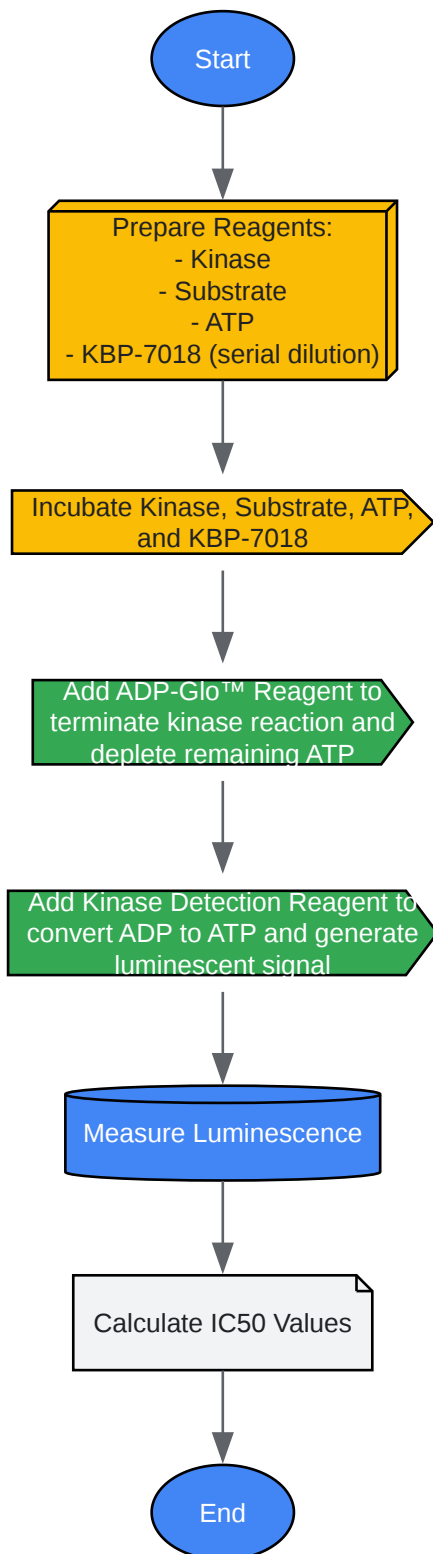 Start
Prepare Reagents:
- Kinase
- Substrate
- ATP
- KBP-7018 (serial dilution)
Incubate Kinase, Substrate, ATP,
and KBP-7018
Add ADP-Glo™ Reagent to
terminate kinase reaction and
deplete remaining ATP
Add Kinase Detection Reagent to
convert ADP to ATP and generate
luminescent signal
Measure Luminescence
Calculate IC50 Values
End